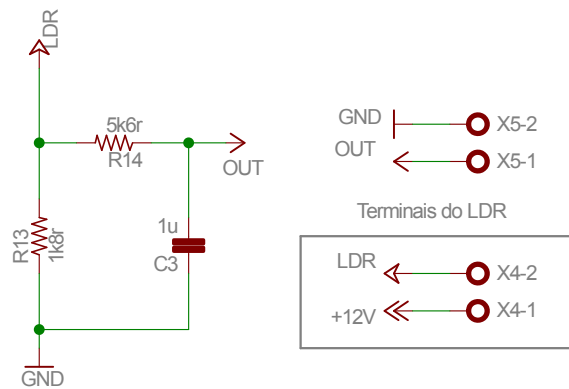 LDR
5k6r
R14
OUT
R13
1k8r
1u
C3
GND
GND
X5-2
OUT
X5-1
Terminais do LDR
LDR
X4-2
+12V
X4-1